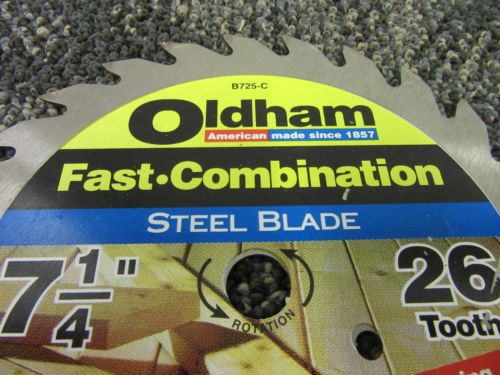 B725-C
Oldham
American made since 1857
Fast•Combination
STEEL BLADE
7 1/4"
26
Tooth
ROTATION